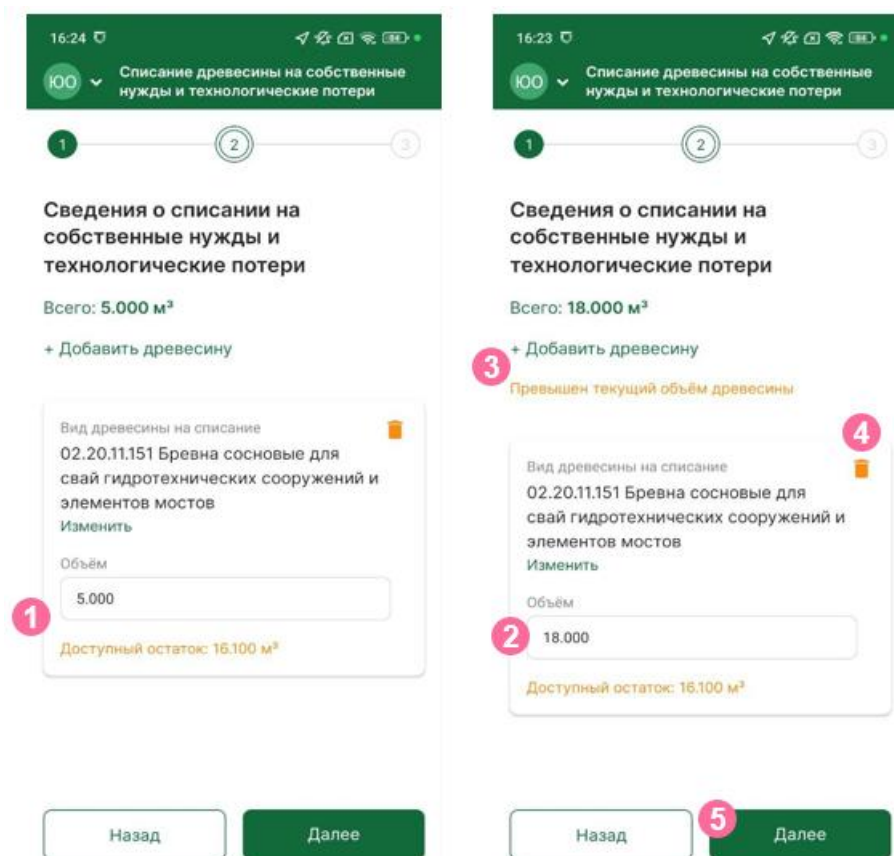 16:24
84
ЮО
Списание древесины на собственные
нужды и технологические потери
1
2
3
Сведения о списании на
собственные нужды и
технологические потери
Всего: 5.000 м³
+ Добавить древесину
Вид древесины на списание
02.20.11.151 Бревна сосновые для
свай гидротехнических сооружений и
элементов мостов
Изменить
Объём
5.000
1
Доступный остаток: 16.100 м³
Назад
Далее
16:23
84
ЮО
Списание древесины на собственные
нужды и технологические потери
1
2
3
Сведения о списании на
собственные нужды и
технологические потери
Всего: 18.000 м³
+ Добавить древесину
3
Превышен текущий объём древесины
4
Вид древесины на списание
02.20.11.151 Бревна сосновые для
свай гидротехнических сооружений и
элементов мостов
Изменить
Объём
2
18.000
Доступный остаток: 16.100 м³
Назад
5
Далее